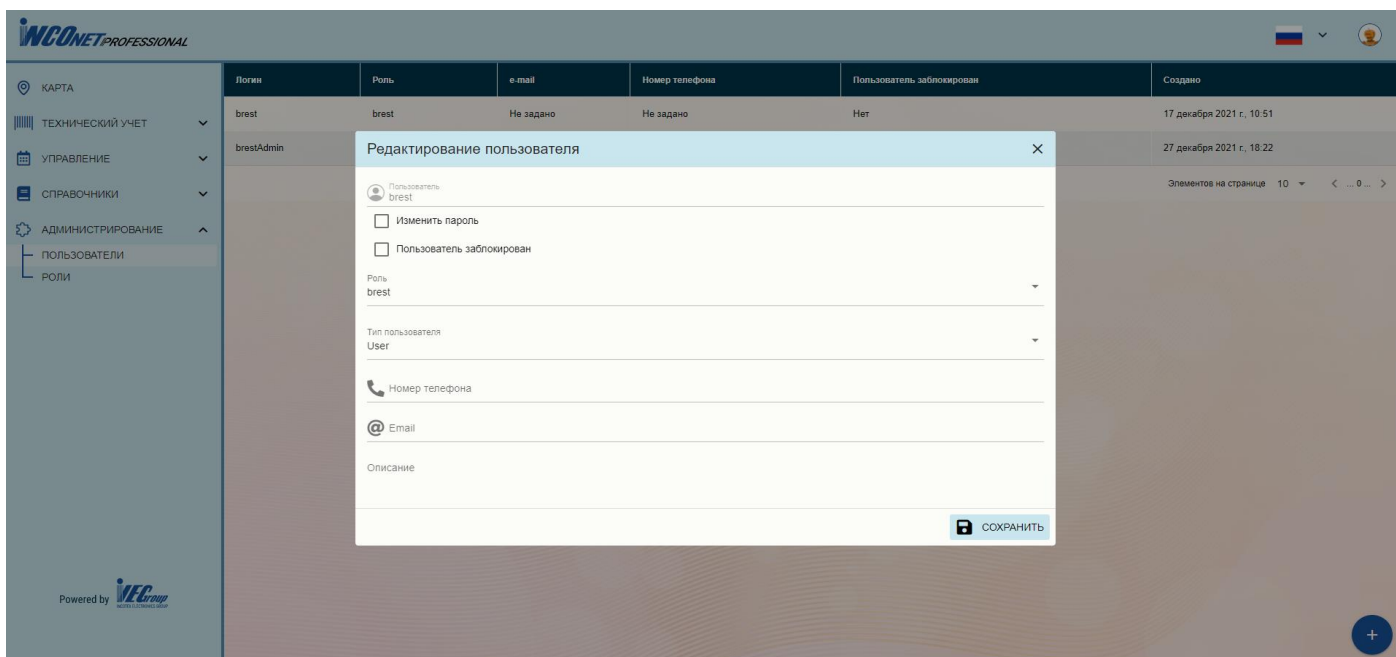 iNCONETPROFESSIONAL
КАРТА
ТЕХНИЧЕСКИЙ УЧЕТ
УПРАВЛЕНИЕ
СПРАВОЧНИКИ
АДМИНИСТРИРОВАНИЕ
ПОЛЬЗОВАТЕЛИ
РОЛИ
Логин Роль e-mail Номер телефона Пользователь заблокирован Создано
brest brest Не задано Не задано Нет 17 декабря 2021 г., 10:51
brestAdmin 27 декабря 2021 г., 18:22
Элементов на странице 10 < ... 0 ... >
Редактирование пользователя
Пользователь
brest
Изменить пароль
Пользователь заблокирован
Роль
brest
Тип пользователя
User
Номер телефона
@ Email
Описание
СОХРАНИТЬ
Powered by iNEGroup
+